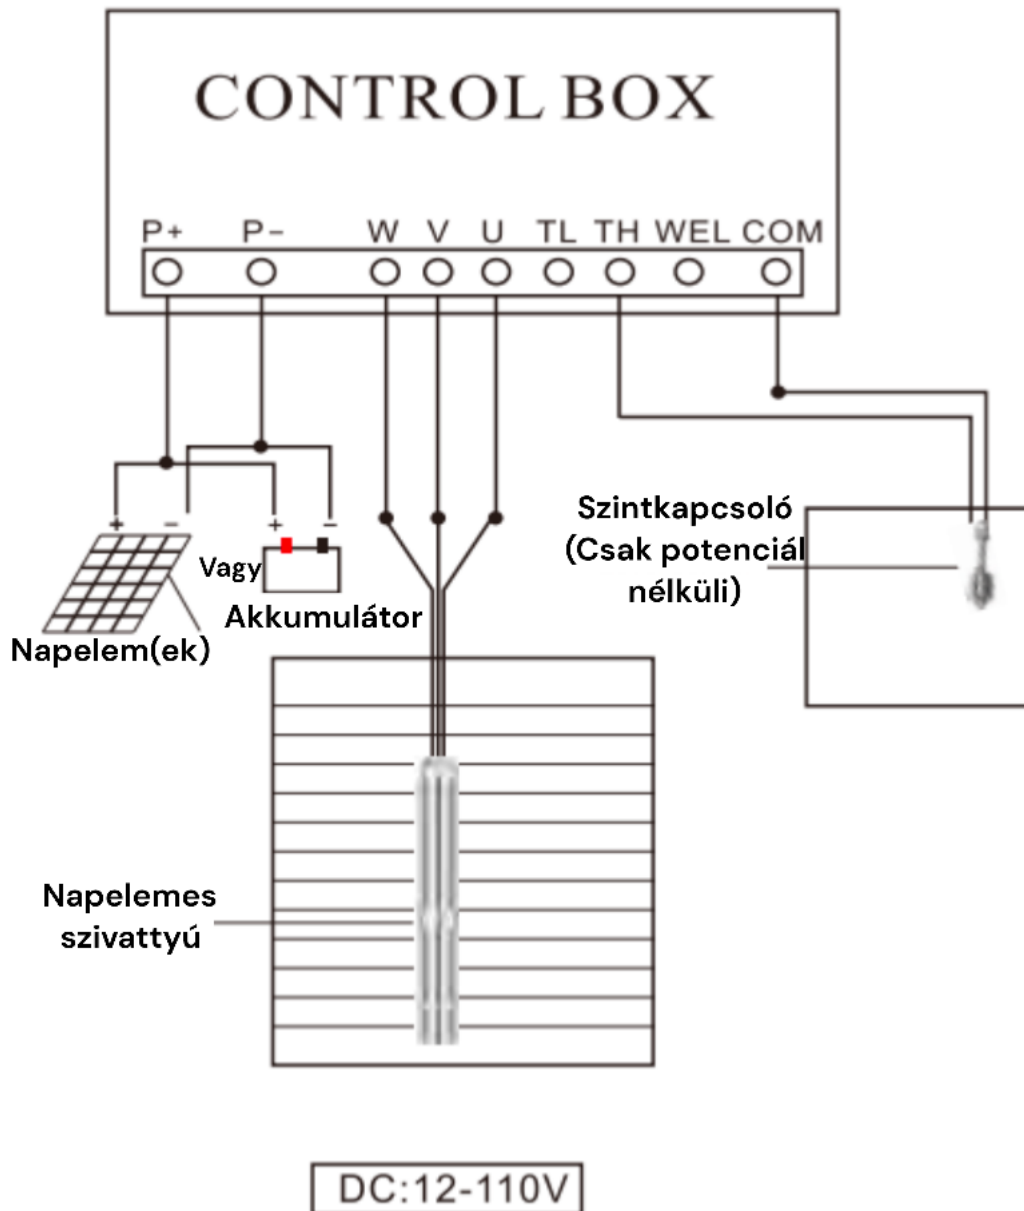 CONTROL BOX
P+ P- W V U TL TH WEL COM
+ - + -
Szintkapcsoló
(Csak potenciál
nélküli)
Vagy
Akkumulátor
Napelem(ek)
Napelemes
szivattyú
DC:12-110V